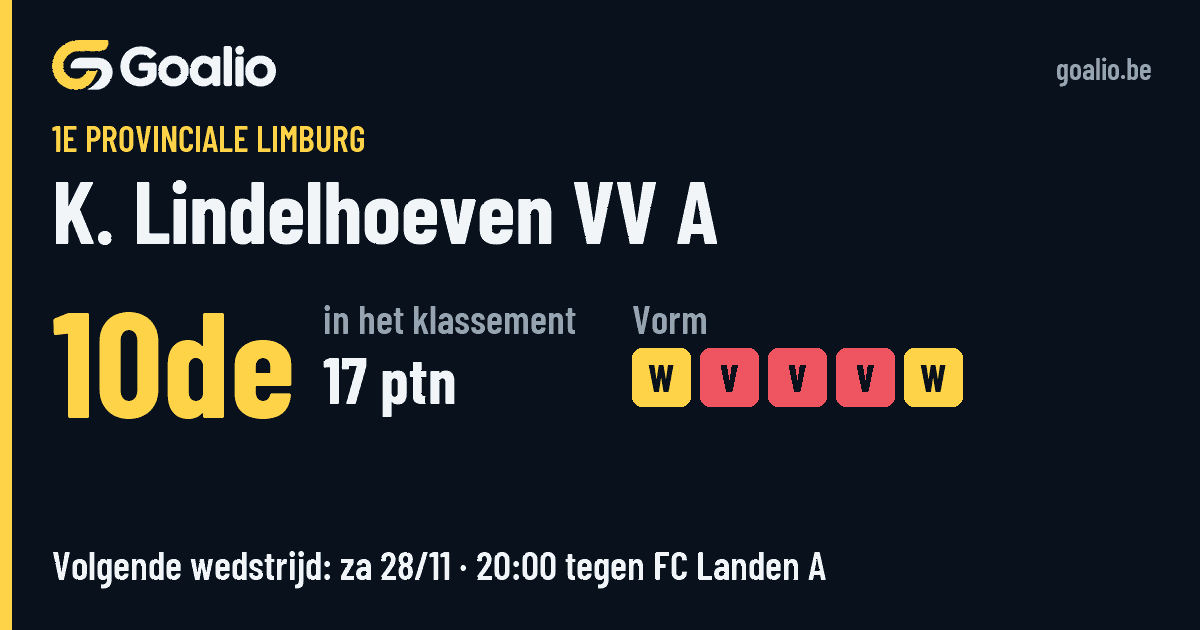 Goalio
goalio.be
1E PROVINCIALE LIMBURG
K. Lindelhoeven VV A
10de
in het klassement
17 ptn
Vorm
W V V V W
Volgende wedstrijd: za 28/11 · 20:00 tegen FC Landen A